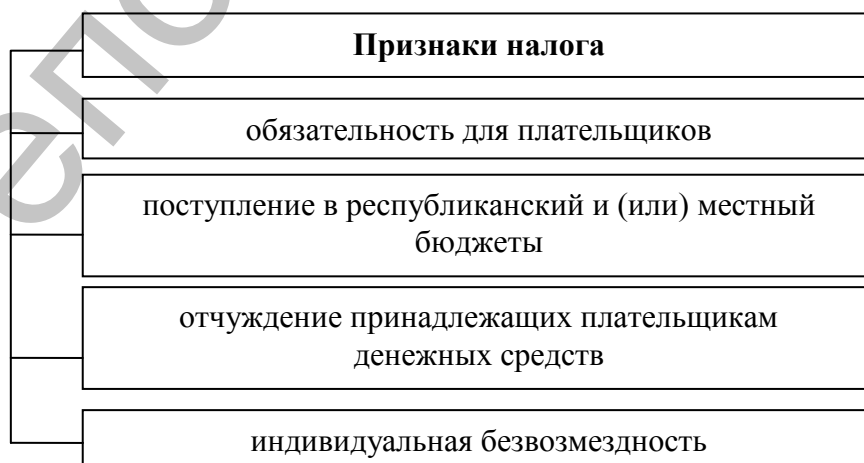 Признаки налога
обязательность для плательщиков
поступление в республиканский и (или) местный
бюджеты
отчуждение принадлежащих плательщикам
денежных средств
индивидуальная безвозмездность